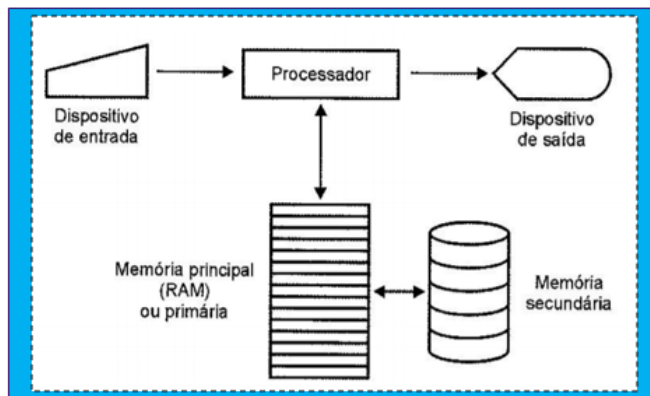 Processador
Dispositivo
de entrada
Dispositivo
de saída
Memória principal
(RAM)
ou primária
Memória
secundária